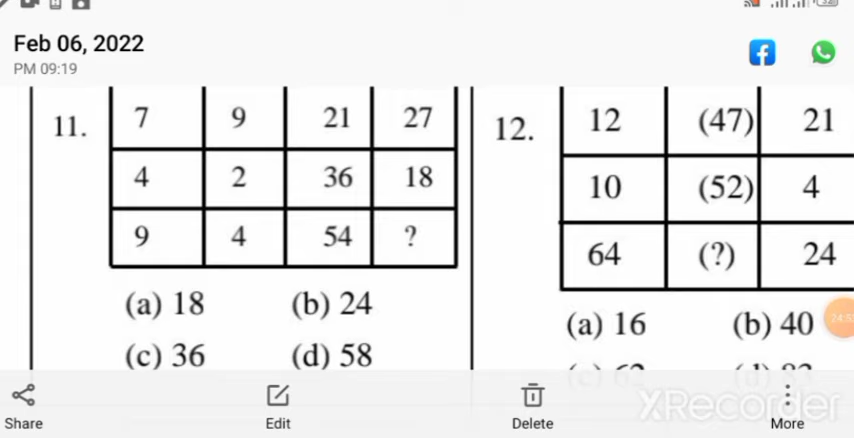 Feb 06, 2022
PM 09:19
11.
7 9 21 27
4 2 36 18
9 4 54 ?
(a) 18 (b) 24
(c) 36 (d) 58
12.
12 (47) 21
10 (52) 4
64 (?) 24
(a) 16 (b) 40
(c) 62 (d) 83
Share Edit Delete More
XRecorder